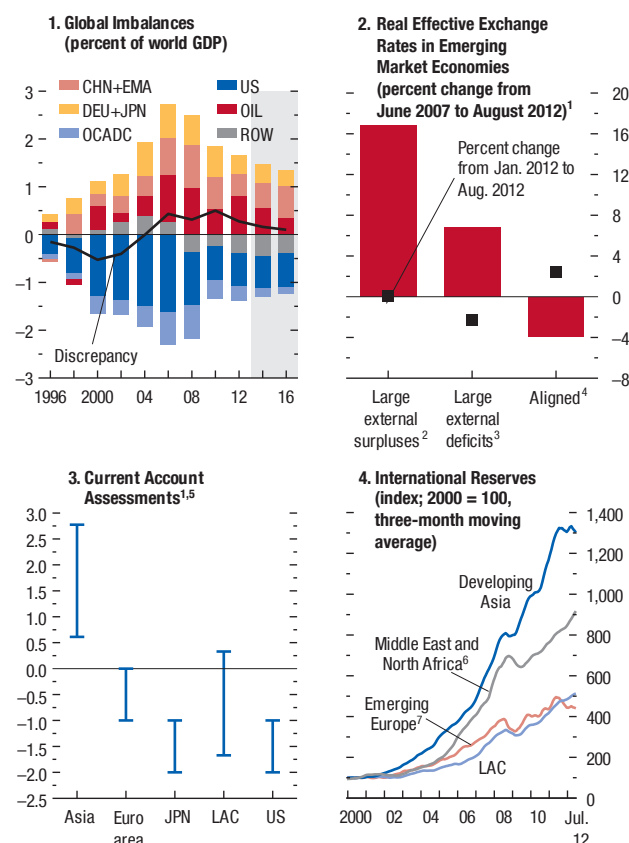 1. Global Imbalances
(percent of world GDP)
CHN+EMA
US
DEU+JPN
OIL
OCADC
ROW
3
2
1
0
–1
–2
–3
Discrepancy
1996 2000 04 08 12 16
2. Real Effective Exchange
Rates in Emerging
Market Economies
(percent change from
June 2007 to August 2012)1
20
16
12
8
4
0
–4
–8
Percent change
from Jan. 2012 to
Aug. 2012
Large
external
surpluses 2
Large
external
deficits3
Aligned4
3. Current Account
Assessments1,5
3.0
2.5
2.0
1.5
1.0
0.5
0.0
–0.5
–1.0
–1.5
–2.0
–2.5
Asia Euro JPN LAC US
area
4. International Reserves
(index; 2000 = 100,
three-month moving
average)
1,400
1,200
1,000
800
600
400
200
0
Developing
Asia
Middle East and
North Africa6
Emerging
Europe7
LAC
2000 02 04 06 08 10 Jul.
12